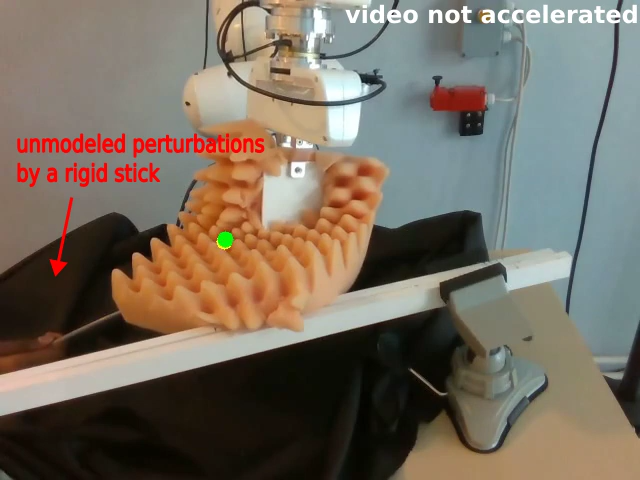 video not accelerated
unmodeled perturbations
by a rigid stick